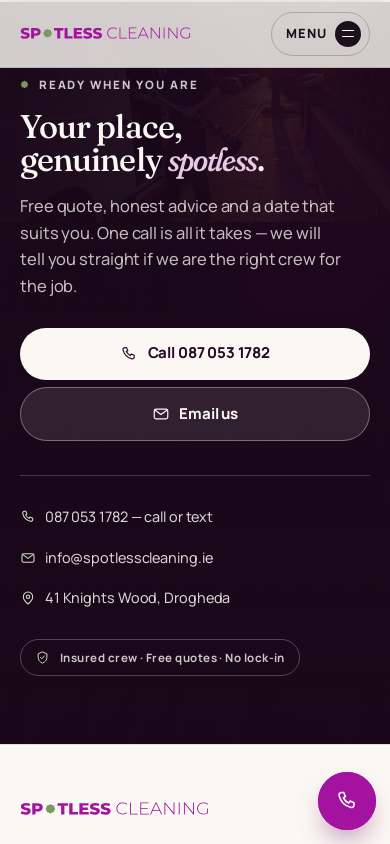 SPOTLESS CLEANING
MENU
READY WHEN YOU ARE
Your place,
genuinely spotless.
Free quote, honest advice and a date that
suits you. One call is all it takes — we will
tell you straight if we are the right crew for
the job.
Call 087 053 1782
Email us
087 053 1782 — call or text
info@spotlesscleaning.ie
41 Knights Wood, Drogheda
Insured crew · Free quotes · No lock-in
SPOTLESS CLEANING